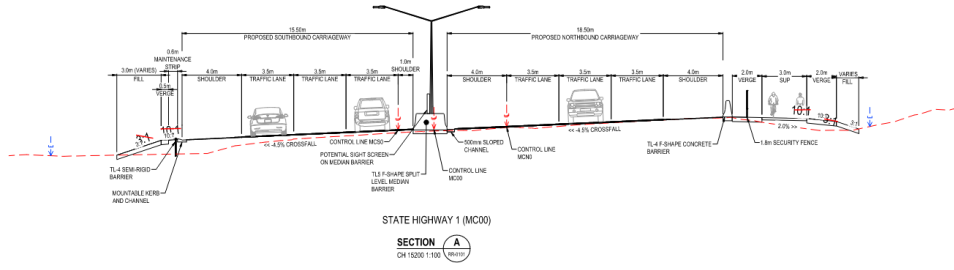 15.50m
PROPOSED SOUTHBOUND CARRIAGEWAY
18.50m
PROPOSED NORTHBOUND CARRIAGEWAY
0.6m
MAINTENANCE
STRIP
3.0m (VARIES)
FILL
0.5m
VERGE
4.0m
SHOULDER
3.5m
TRAFFIC LANE
3.5m
TRAFFIC LANE
3.5m
TRAFFIC LANE
1.0m
SHOULDER
4.0m
SHOULDER
3.5m
TRAFFIC LANE
3.5m
TRAFFIC LANE
3.5m
TRAFFIC LANE
4.0m
SHOULDER
2.0m
VERGE
3.0m
SUP
2.0m
VERGE
VARIES
FILL
10:1
<< -4.5% CROSSFALL
CONTROL LINE MCS0
POTENTIAL SIGHT SCREEN
ON MEDIAN BARRIER
TL5 F-SHAPE SPLIT
LEVEL MEDIAN
BARRIER
500mm SLOPED
CHANNEL
CONTROL LINE
MC00
CONTROL LINE
MCN0
<< -4.5% CROSSFALL
TL-4 F-SHAPE CONCRETE
BARRIER
2.0% >>
1.8m SECURITY FENCE
TL-4 SEMI-RIGID
BARRIER
MOUNTABLE KERB
AND CHANNEL
STATE HIGHWAY 1 (MC00)
SECTION
A
CH 15200 1:100
RR-0101